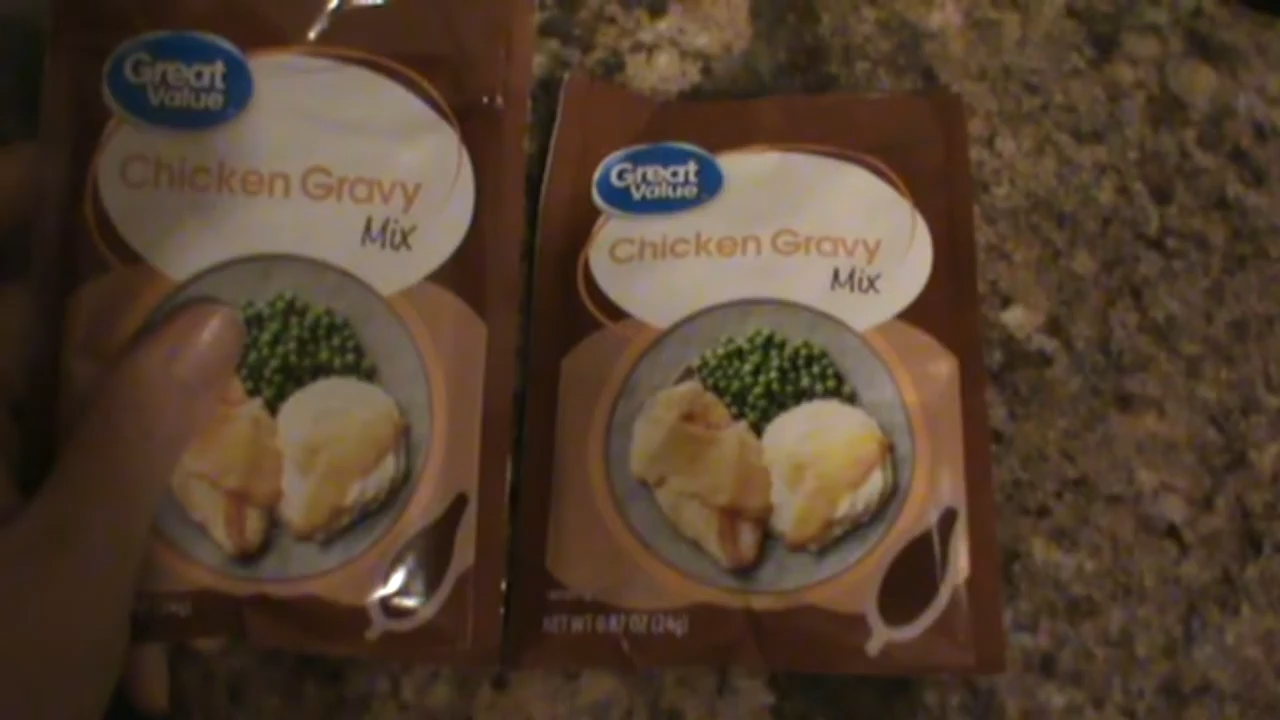 Great
Value
Chicken Gravy
Mix
Great
Value
Chicken Gravy
Mix
NET WT 0.87 OZ (24g)